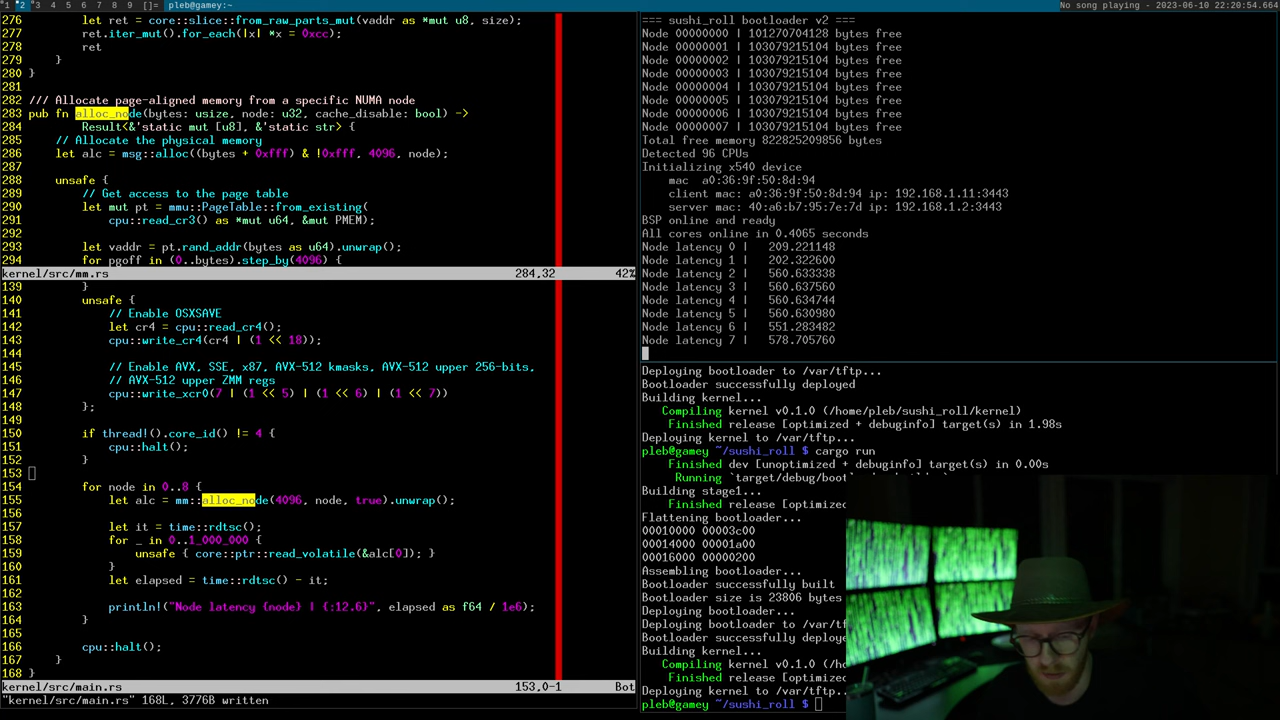 1 2 3 4 5 6 7 8 9 []= pleb@gamey:~ No song playing - 2023-06-10 22:20:54.664
276 let ret = core::slice::from_raw_parts_mut(vaddr as *mut u8, size);
277 ret.iter_mut().for_each(|x| *x = 0xcc);
278 ret
279 }
280 }
281
282 /// Allocate page-aligned memory from a specific NUMA node
283 pub fn alloc_node(bytes: usize, node: u32, cache_disable: bool) ->
284 Result<&'static mut [u8], &'static str> {
285 // Allocate the physical memory
286 let alc = msg::alloc((bytes + 0xfff) & !0xfff, 4096, node);
287
288 unsafe {
289 // Get access to the page table
290 let mut pt = mmu::PageTable::from_existing(
291 cpu::read_cr3() as *mut u64, &mut PMEM);
292
293 let vaddr = pt.rand_addr(bytes as u64).unwrap();
294 for pgoff in (0..bytes).step_by(4096) {
kernel/src/mm.rs 284,32 42%
139 }
140 unsafe {
141 // Enable OSXSAVE
142 let cr4 = cpu::read_cr4();
143 cpu::write_cr4(cr4 | (1 << 18));
144
145 // Enable AVX, SSE, x87, AVX-512 kmasks, AVX-512 upper 256-bits,
146 // AVX-512 upper ZMM regs
147 cpu::write_xcr0(7 | (1 << 5) | (1 << 6) | (1 << 7))
148 };
149
150 if thread!().core_id() != 4 {
151 cpu::halt();
152 }
153
154 for node in 0..8 {
155 let alc = mm::alloc_node(4096, node, true).unwrap();
156
157 let it = time::rdtsc();
158 for _ in 0..1_000_000 {
159 unsafe { core::ptr::read_volatile(&alc[0]); }
160 }
161 let elapsed = time::rdtsc() - it;
162
163 println!("Node latency {node} | {:12.6}", elapsed as f64 / 1e6);
164 }
165
166 cpu::halt();
167 }
168 }
kernel/src/main.rs 153,0-1 Bot
"kernel/src/main.rs" 168L, 3776B written
=== sushi_roll bootloader v2 ===
Node 00000000 | 101270704128 bytes free
Node 00000001 | 103079215104 bytes free
Node 00000002 | 103079215104 bytes free
Node 00000003 | 103079215104 bytes free
Node 00000004 | 103079215104 bytes free
Node 00000005 | 103079215104 bytes free
Node 00000006 | 103079215104 bytes free
Node 00000007 | 103079215104 bytes free
Total free memory 822825209856 bytes
Detected 96 CPUs
Initializing x540 device
mac a0:36:9f:50:8d:94
client mac: a0:36:9f:50:8d:94 ip: 192.168.1.11:3443
server mac: 40:a6:b7:95:7e:7d ip: 192.168.1.2:3443
BSP online and ready
All cores online in 0.4065 seconds
Node latency 0 | 209.221148
Node latency 1 | 202.322600
Node latency 2 | 560.633338
Node latency 3 | 560.637560
Node latency 4 | 560.634744
Node latency 5 | 560.630980
Node latency 6 | 551.283482
Node latency 7 | 578.705760
Deploying bootloader to /var/tftp...
Bootloader successfully deployed
Building kernel...
Compiling kernel v0.1.0 (/home/pleb/sushi_roll/kernel)
Finished release [optimized + debuginfo] target(s) in 1.98s
Deploying kernel to /var/tftp...
pleb@gamey ~/sushi_roll $ cargo run
Finished dev [unoptimized + debuginfo] target(s) in 0.00s
Running `target/debug/boo
Building stage1...
Finished release [optimized
Flattening bootloader...
00010000 00003c00
00014000 00001a00
00016000 00000200
Assembling bootloader...
Bootloader successfully built
Bootloader size is 23806 bytes
Deploying bootloader...
Deploying bootloader to /var/tf
Bootloader successfully deploye
Building kernel...
Compiling kernel v0.1.0 (/ho
Finished release [optimized
Deploying kernel to /var/tftp..
pleb@gamey ~/sushi_roll $